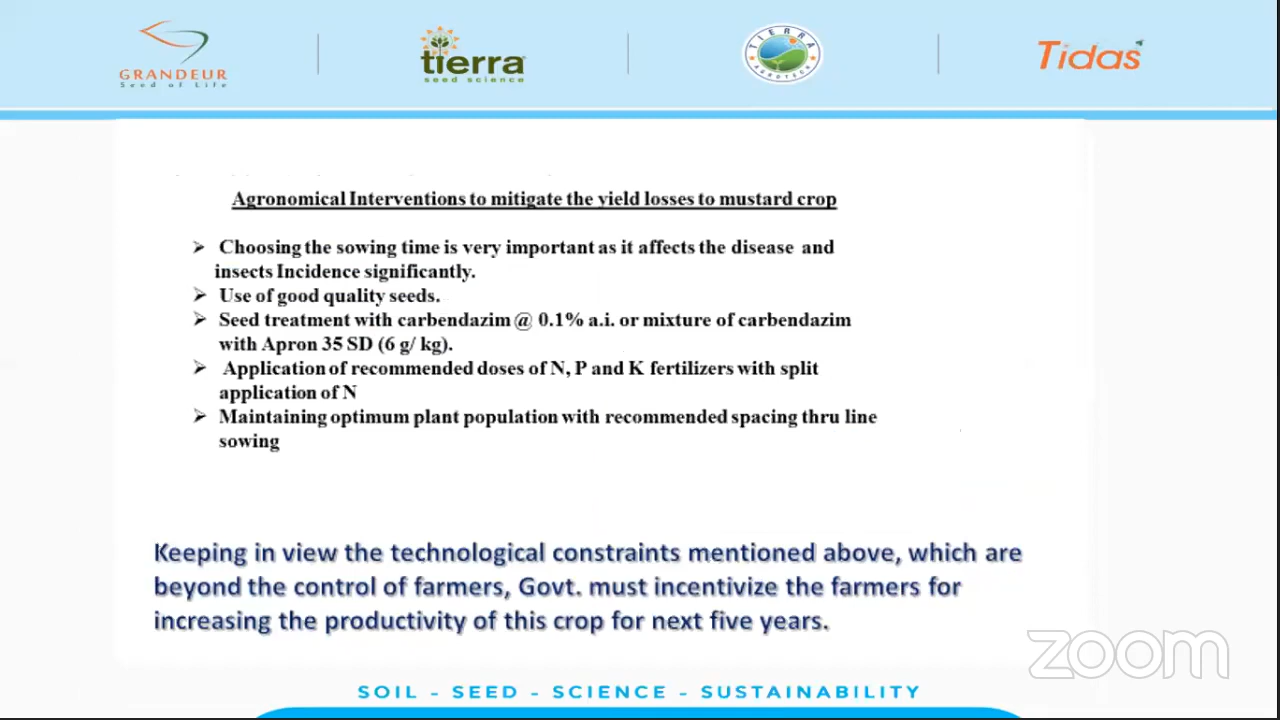 GRANDEUR
Seed of Life
tierra
seed science
TIERRA
AGROTECH
Tidas
Agronomical Interventions to mitigate the yield losses to mustard crop
➢ Choosing the sowing time is very important as it affects the disease and
insects Incidence significantly.
➢ Use of good quality seeds.
➢ Seed treatment with carbendazim @ 0.1% a.i. or mixture of carbendazim
with Apron 35 SD (6 g/ kg).
➢ Application of recommended doses of N, P and K fertilizers with split
application of N
➢ Maintaining optimum plant population with recommended spacing thru line
sowing
Keeping in view the technological constraints mentioned above, which are
beyond the control of farmers, Govt. must incentivize the farmers for
increasing the productivity of this crop for next five years.
zoom
SOIL - SEED - SCIENCE - SUSTAINABILITY